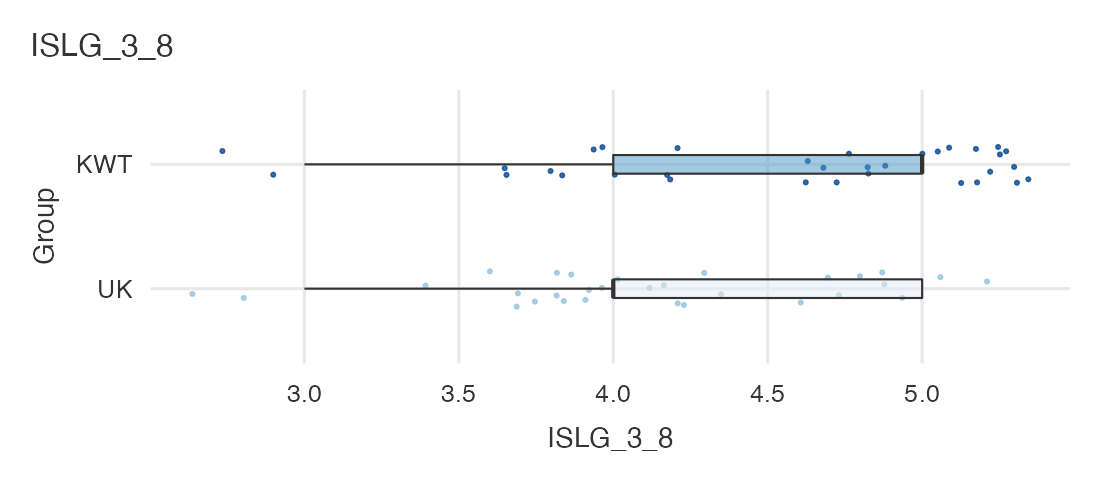 ISLG_3_8
KWT
Group
UK
3.0 3.5 4.0 4.5 5.0
ISLG_3_8